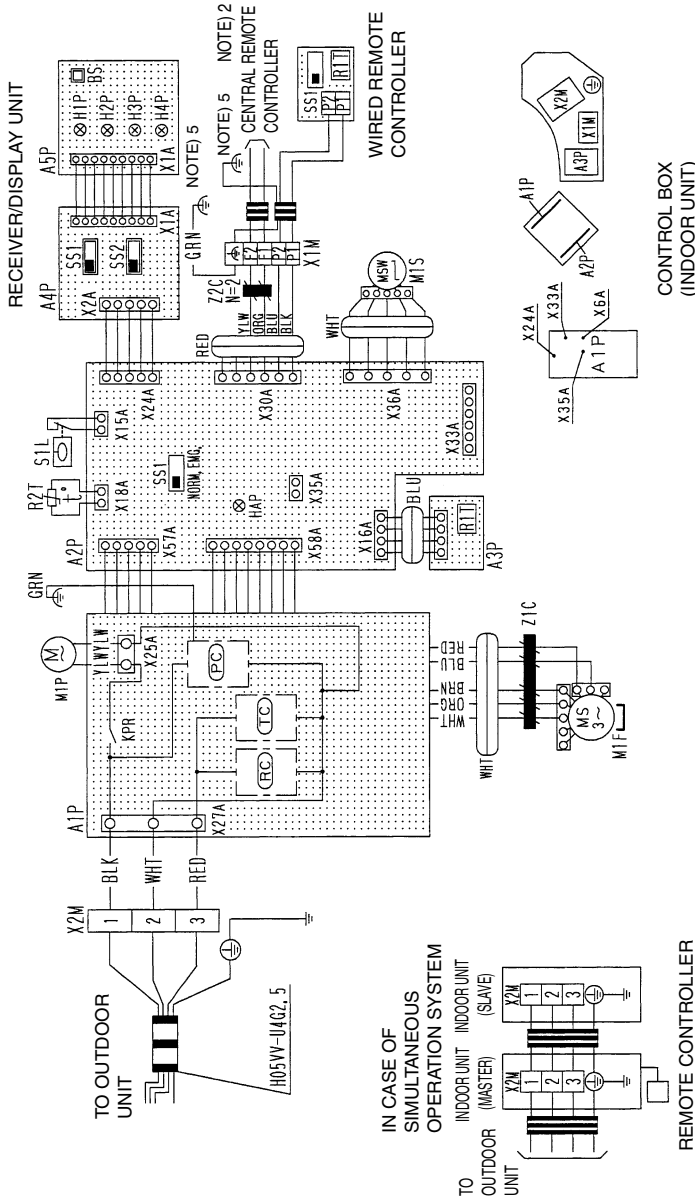 RECEIVER/DISPLAY UNIT
A5P
BS
H1P
H2P
H3P
H4P
X1A
A4P
X1A
SS1
SS2
X2A
NOTE) 5
NOTE) 5
NOTE) 2
CENTRAL REMOTE
CONTROLLER
GRN
Z2C
N=2
F2
F1
P2
P1
X1M
SS1
P2
P1
R1T
WIRED REMOTE
CONTROLLER
RED
YLW
ORG
BLU
BLK
WHT
MSW
M1S
S1L
R2T
X15A
X18A
X24A
X30A
X36A
X33A
X35A
SS1
NORM, EMG,
HAP
A2P
X57A
X58A
X16A
BLU
A3P
R1T
GRN
M1P
M
~
YLW
YLW
X25A
KPR
PC
TC
RC
A1P
X27A
BLK
WHT
RED
X2M
1
2
3
TO OUTDOOR
UNIT
H05VV-U4G2,5
RED
BLU
BRN
ORG
WHT
WHT
Z1C
MS
3~
M1F
A3P
X1M
X2M
A1P
A2P
X24A
X33A
X6A
X35A
A1P
CONTROL BOX
(INDOOR UNIT)
IN CASE OF
SIMULTANEOUS
OPERATION SYSTEM
TO
OUTDOOR
UNIT
INDOOR UNIT
(MASTER)
INDOOR UNIT
(SLAVE)
X2M
1
2
3
X2M
1
2
3
REMOTE CONTROLLER